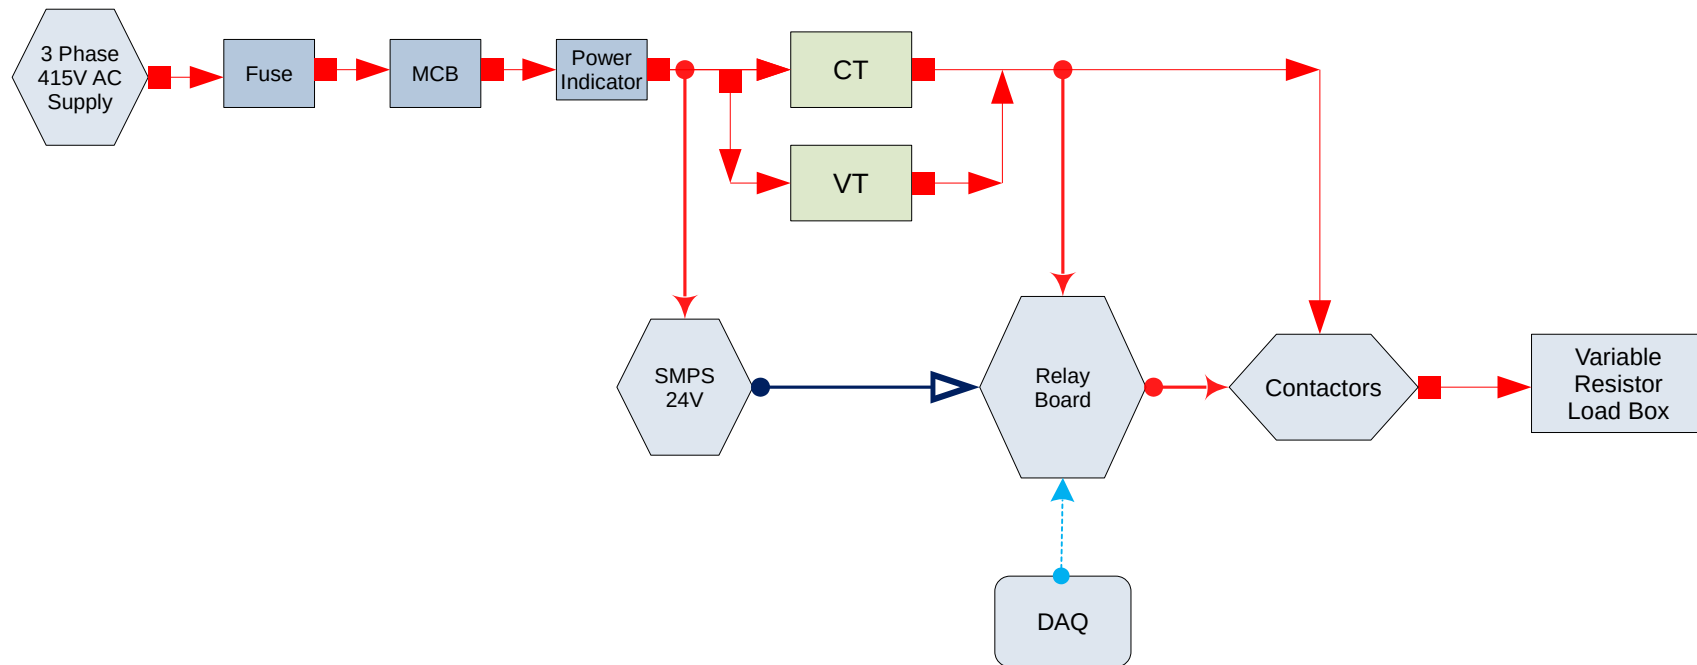 3 Phase
415V AC
Supply
Fuse
MCB
Power
Indicator
CT
VT
SMPS
24V
Relay
Board
Contactors
Variable
Resistor
Load Box
DAQ